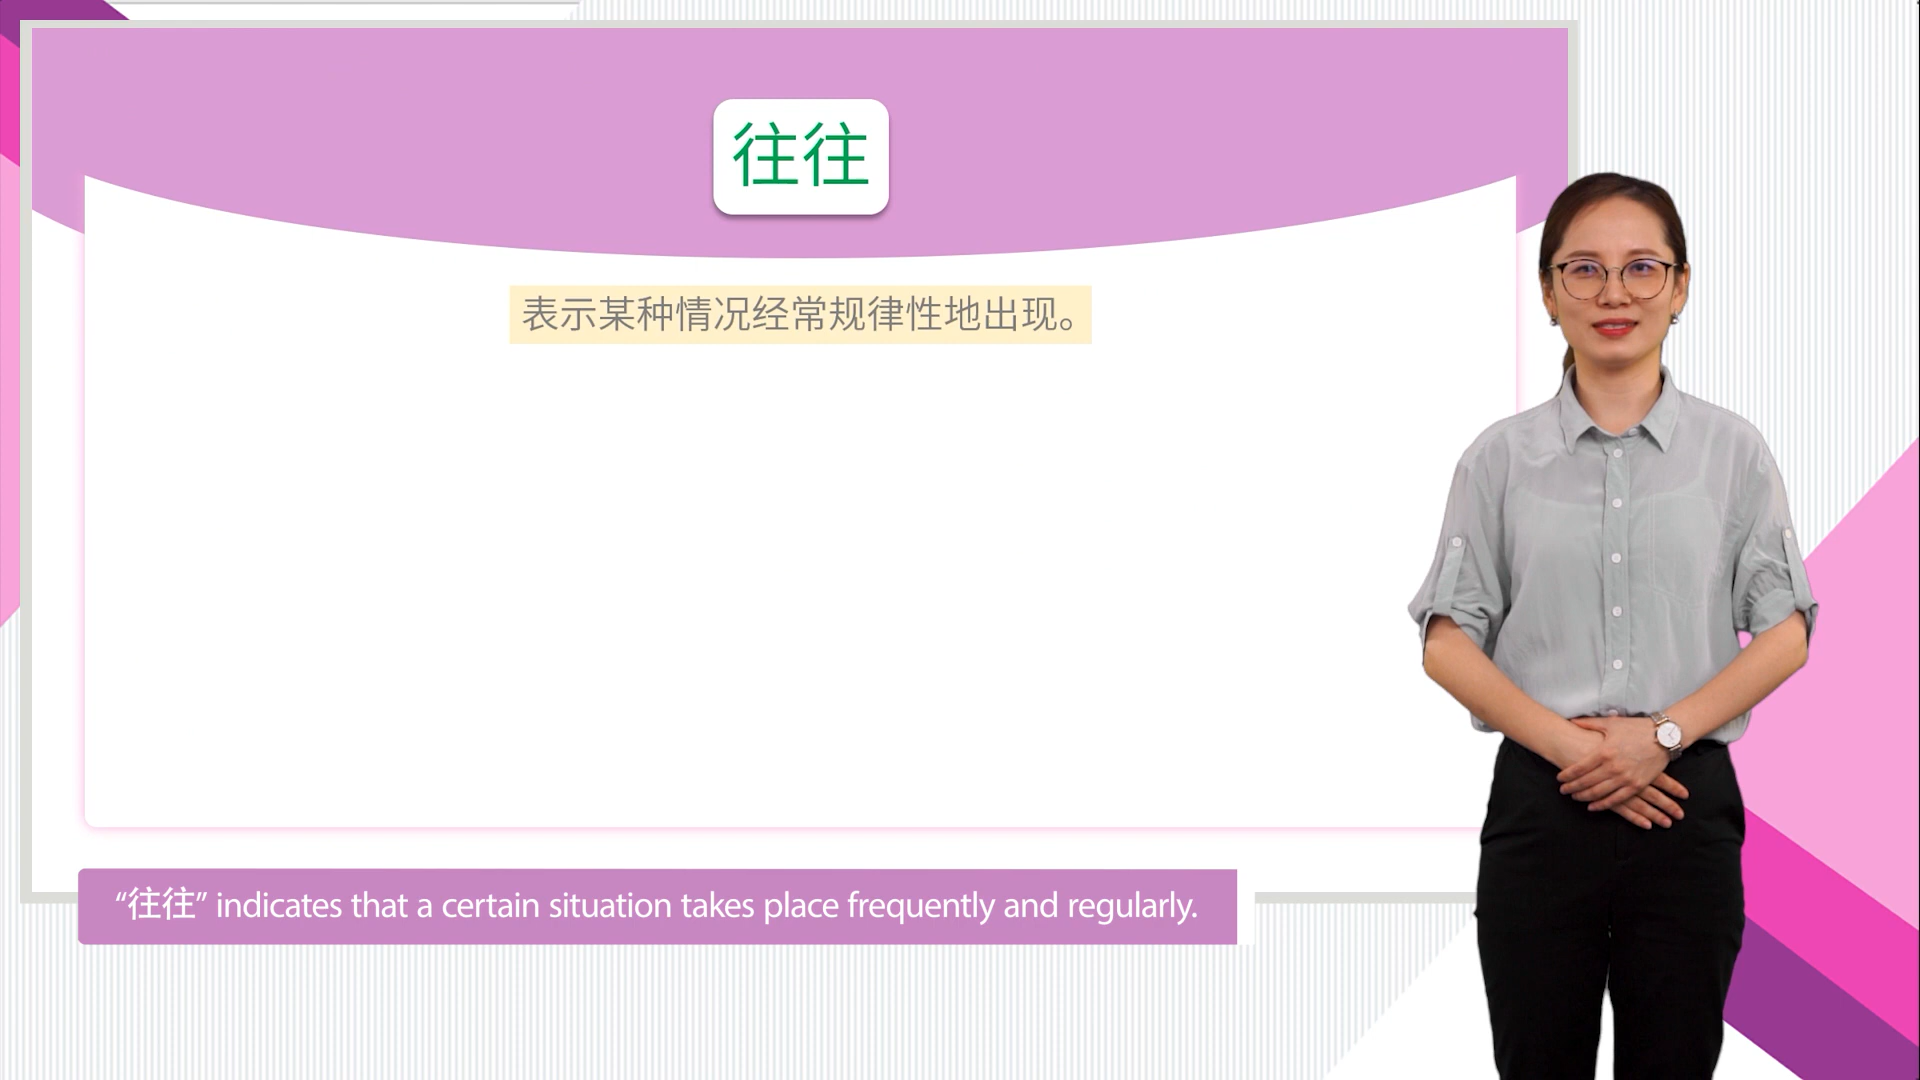 往往
表示某种情况经常规律性地出现。
“往往” indicates that a certain situation takes place frequently and regularly.